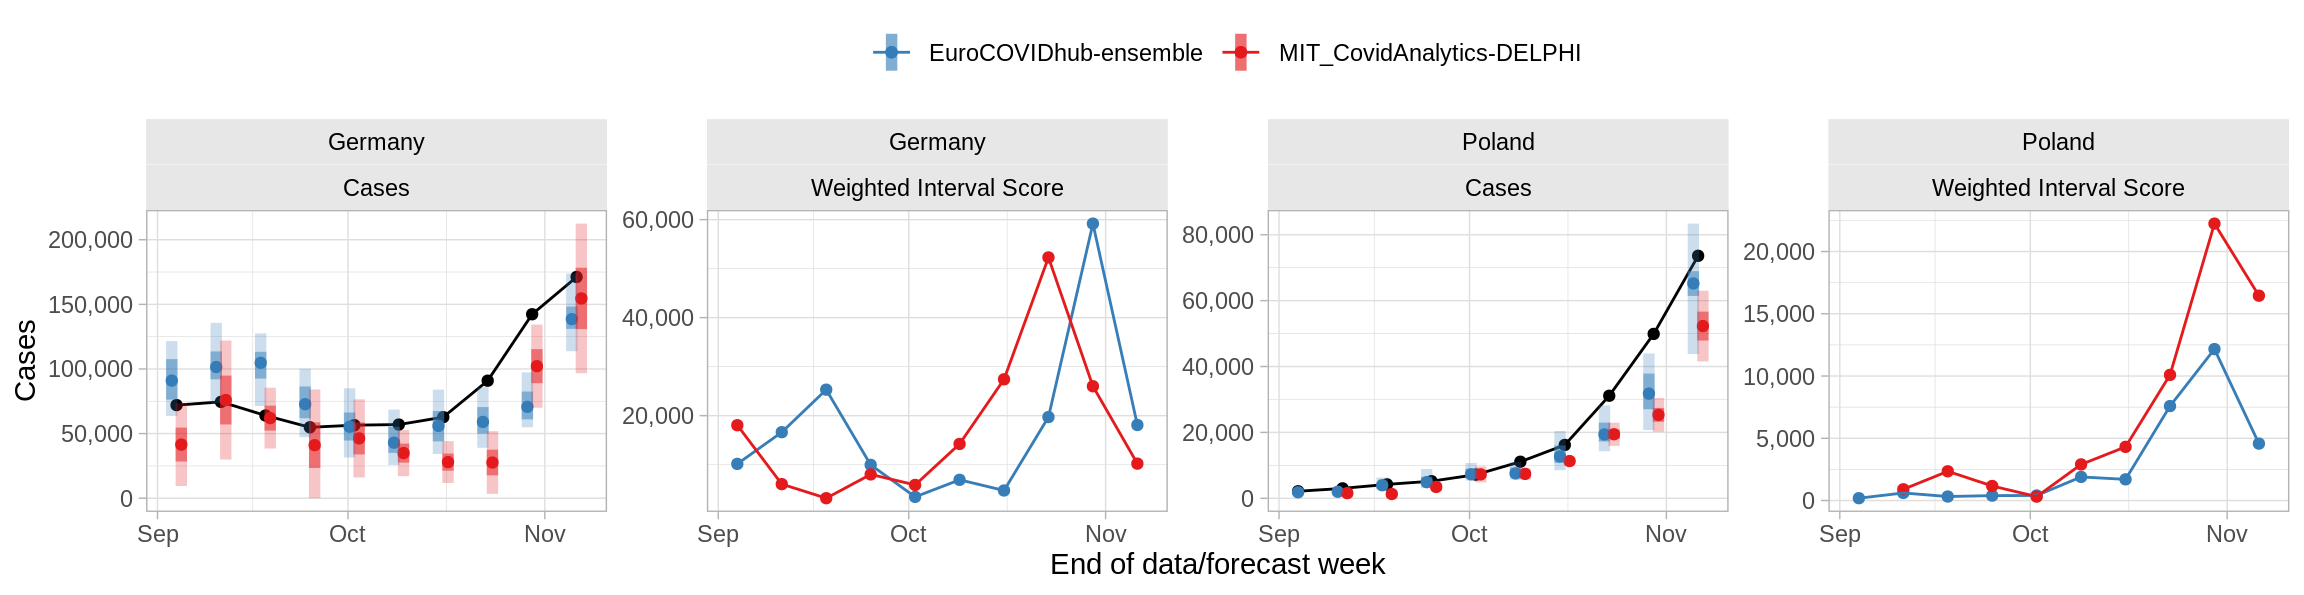 EuroCOVIDhub-ensemble MIT_CovidAnalytics-DELPHI
Germany Germany Poland Poland
Cases Weighted Interval Score Cases Weighted Interval Score
Cases
200,000
150,000
100,000
50,000
0
Sep Oct Nov
60,000
40,000
20,000
Sep Oct Nov
80,000
60,000
40,000
20,000
0
Sep Oct Nov
20,000
15,000
10,000
5,000
0
Sep Oct Nov
End of data/forecast week